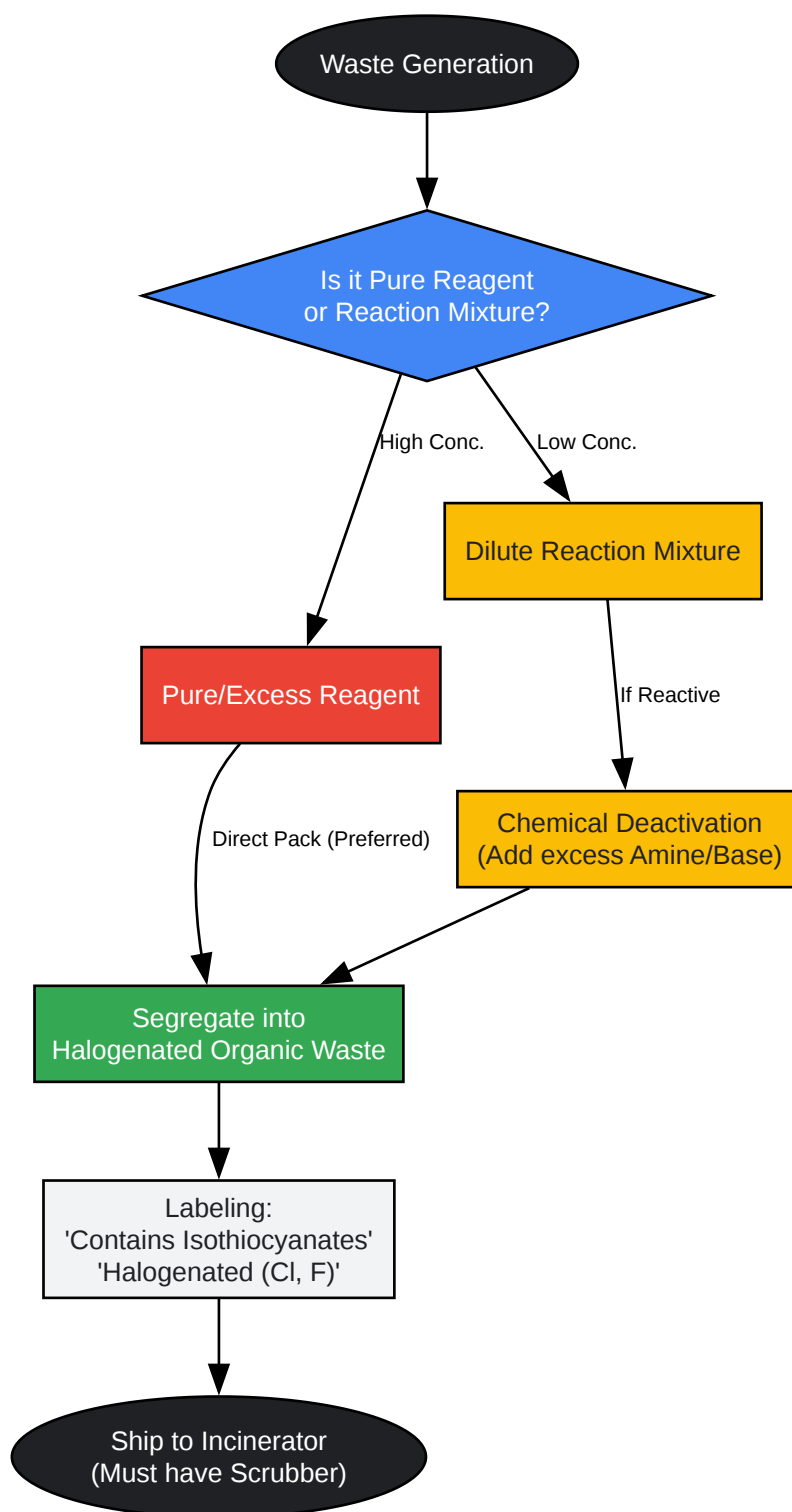 Waste Generation
Is it Pure Reagent
or Reaction Mixture?
High Conc.
Low Conc.
Dilute Reaction Mixture
Pure/Excess Reagent
If Reactive
Chemical Deactivation
(Add excess Amine/Base)
Direct Pack (Preferred)
Segregate into
Halogenated Organic Waste
Labeling:
'Contains Isothiocyanates'
'Halogenated (Cl, F)'
Ship to Incinerator
(Must have Scrubber)